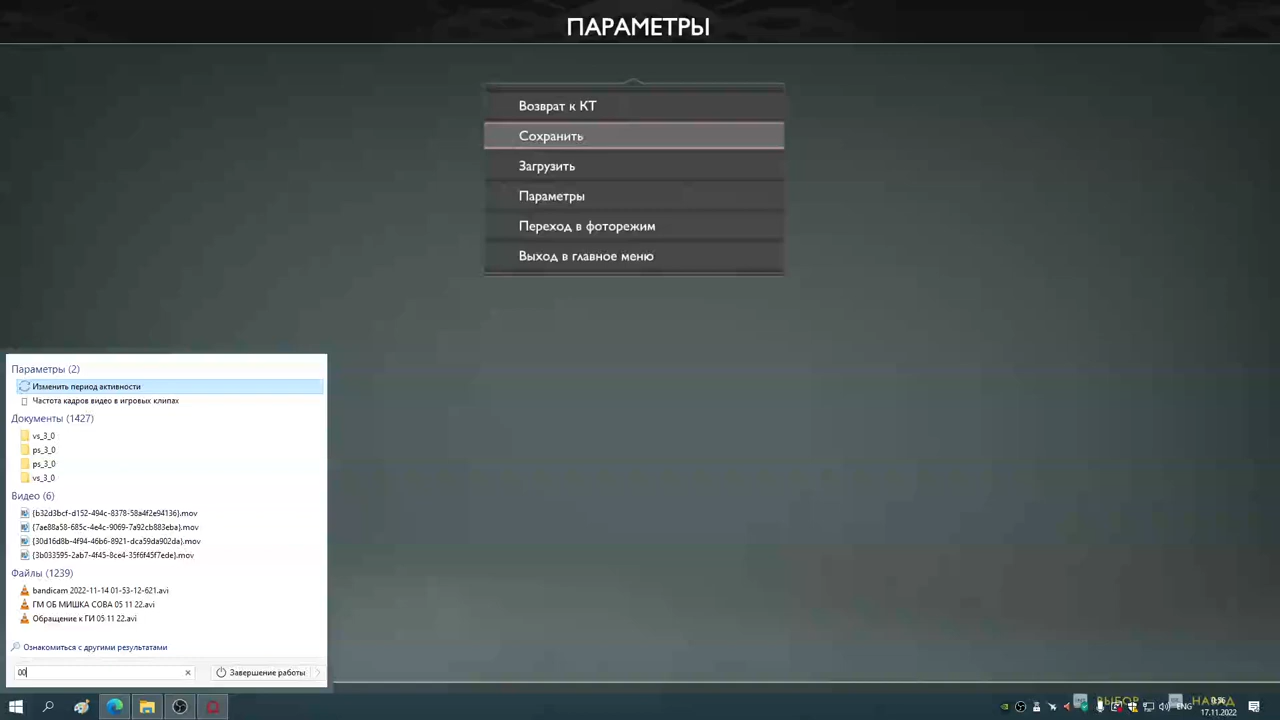 ПАРАМЕТРЫ
Возврат к КТ
Сохранить
Загрузить
Параметры
Переход в фоторежим
Выход в главное меню
Параметры (2)
Изменить период активности
Частота кадров видео в игровых клипах
Документы (1427)
vs_3_0
ps_3_0
ps_3_0
vs_3_0
Видео (6)
{b32d3bcf-d152-494c-8378-58a4f2e94136}.mov
{7ae88a58-685c-4e4c-9069-7a92cb883eba}.mov
{30d16d8b-4f94-46b6-8921-dca59da902da}.mov
{3b033595-2ab7-4f45-8ce4-35f6f45f7ede}.mov
Файлы (1239)
bandicam 2022-11-14 01-53-12-621.avi
ГМ ОБ МИШКА СОВА 05 11 22.avi
Обращение к ГИ 05 11 22.avi
Ознакомиться с другими результатами
00
Завершение работы
ВЫБОР
НАЗАД
ENG
17.11.2022